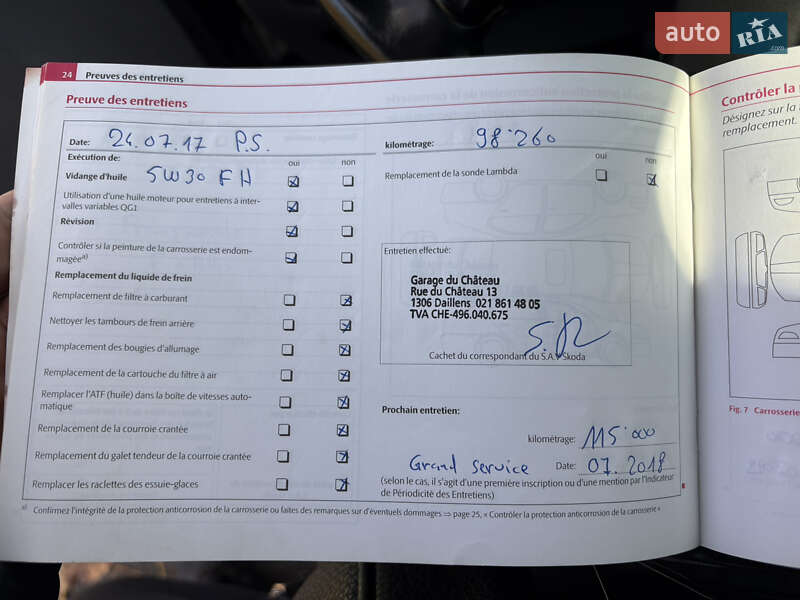 auto RIA .com
24 Preuves des entretiens
Preuve des entretiens
Date: 24.07.17 P.S.
kilométrage: 98'260
Exécution de:
oui non
Vidange d'huile 5W30 FH
Utilisation d'une huile moteur pour entretiens à inter-
valles variables QG1
Révision
Contrôler si la peinture de la carrosserie est endom-
magéea)
Remplacement du liquide de frein
Remplacement de filtre à carburant
Nettoyer les tambours de frein arrière
Remplacement des bougies d'allumage
Remplacement de la cartouche du filtre à air
Remplacer l'ATF (huile) dans la boîte de vitesses auto-
matique
Remplacement de la courroie crantée
Remplacement du galet tendeur de la courroie crantée
Remplacer les raclettes des essuie-glaces
oui non
Remplacement de la sonde Lambda
Entretien effectué:
Garage du Château
Rue du Château 13
1306 Daillens 021 861 48 05
TVA CHE-496.040.675
Cachet du correspondant du S.A.V Škoda
Prochain entretien:
kilométrage: 115'000
Grand service Date: 07.2018
(selon le cas, il s'agit d'une première inscription ou d'une mention par l'Indicateur
de Périodicité des Entretiens)
a) Confirmez l'intégrité de la protection anticorrosion de la carrosserie ou faites des remarques sur d'éventuels dommages ⇒ page 25, « Contrôler la protection anticorrosion de la carrosserie »
Contrôler la
Désignez sur la
remplacement.
Fig. 7 Carrosserie